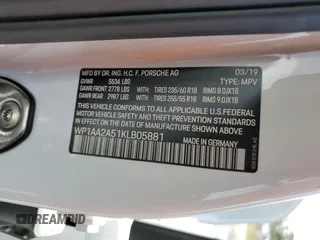 MFD BY DR. ING. H.C. F. PORSCHE AG 03/19
GVWR 5534 LBS TYPE: MPV
GAWR FRONT 2778 LBS WITH TIRES 235/60 R18 RIMS 8.0JX18
GAWR REAR 2987 LBS WITH TIRES 255/55 R18 RIMS 9.0JX18
THIS VEHICLE CONFORMS TO ALL APPLICABLE U.S. FEDERAL
MOTOR VEHICLE SAFETY STANDARDS IN EFFECT ON THE
DATE OF MANUFACTURE SHOWN ABOVE.
WP1AA2A51KLB05881 MADE IN GERMANY
DREAMBID